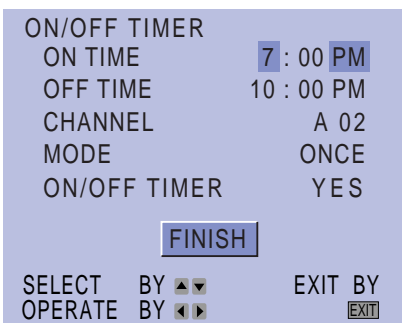 ON/OFF TIMER
ON TIME 7 : 00 PM
OFF TIME 10 : 00 PM
CHANNEL A 02
MODE ONCE
ON/OFF TIMER YES
FINISH
SELECT BY ▲▼ EXIT BY
OPERATE BY ◀▶ EXIT